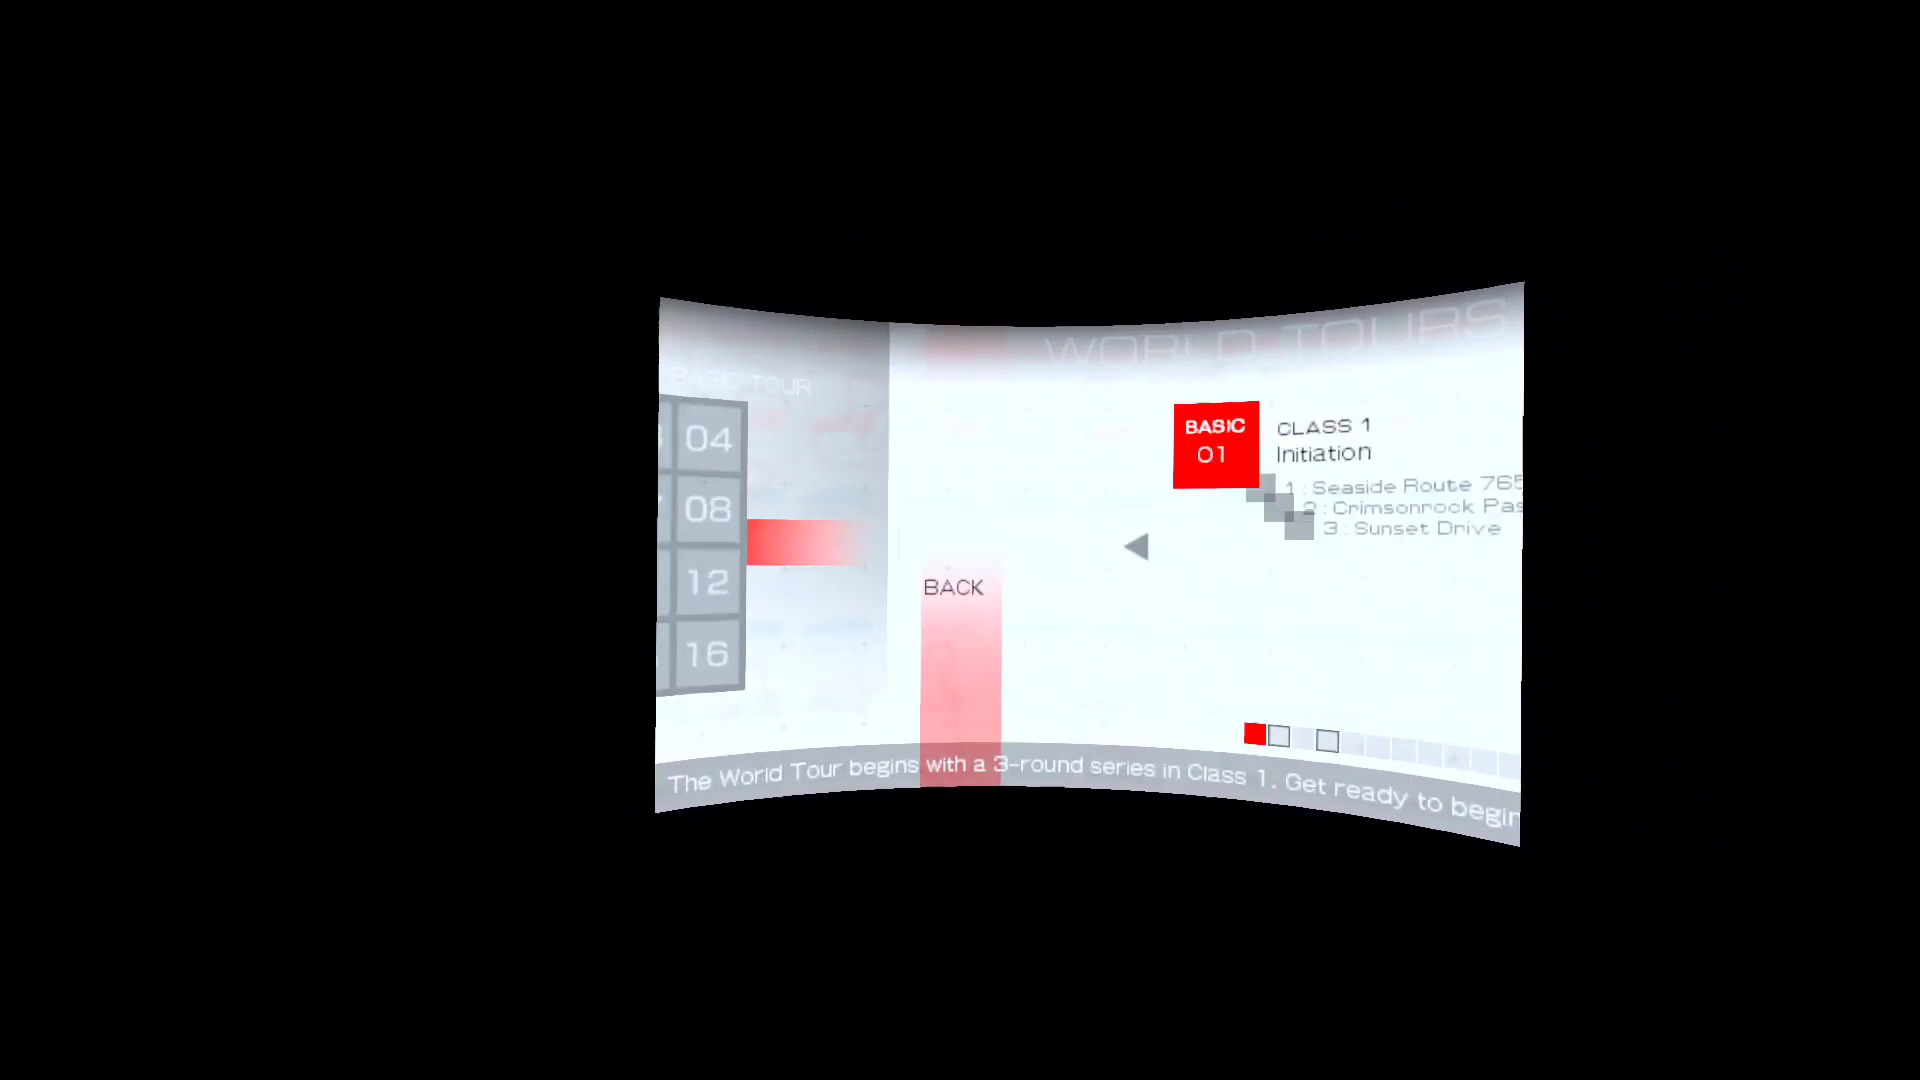 WORLD TOURS
BASIC TOUR
04
08
12
16
BACK
BASIC
01
CLASS 1
Initiation
1 : Seaside Route 765
2 : Crimsonrock Pas
3 : Sunset Drive
The World Tour begins with a 3-round series in Class 1. Get ready to begin